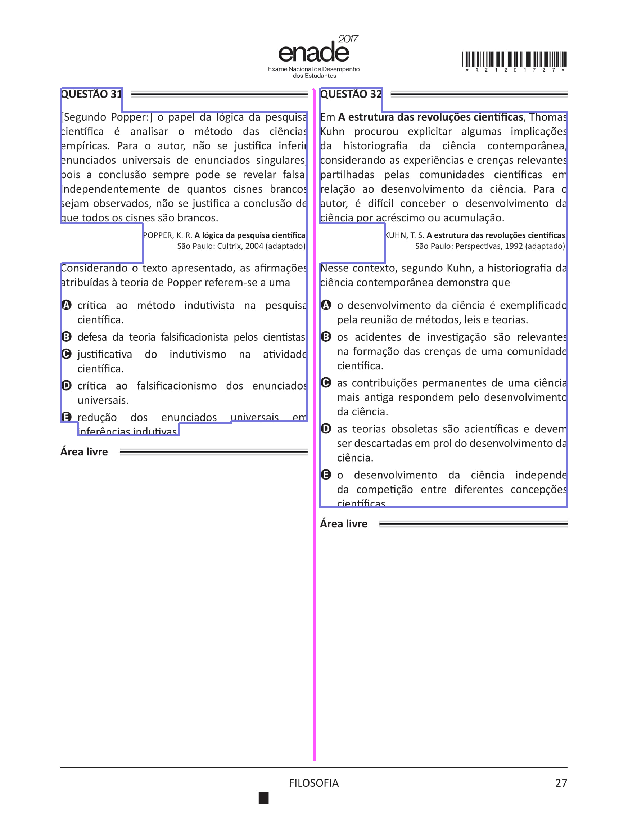 enade 2017
Exame Nacional de Desempenho
dos Estudantes
*R21201727*
QUESTÃO 31
[Segundo Popper:] o papel da lógica da pesquisa
científica é analisar o método das ciências
empíricas. Para o autor, não se justifica inferir
enunciados universais de enunciados singulares
pois a conclusão sempre pode se revelar falsa
independentemente de quantos cisnes brancos
sejam observados, não se justifica a conclusão de
que todos os cisnes são brancos.
POPPER, K. R. A lógica da pesquisa científica
São Paulo: Cultrix, 2004 (adaptado)
Considerando o texto apresentado, as afirmações
atribuídas à teoria de Popper referem-se a uma
A crítica ao método indutivista na pesquisa
científica.
B defesa da teoria falsificacionista pelos cientistas
C justificativa do indutivismo na atividade
científica.
D crítica ao falsificacionismo dos enunciados
universais.
E redução dos enunciados universais em
inferências indutivas
Área livre
QUESTÃO 32
Em A estrutura das revoluções científicas, Thomas
Kuhn procurou explicitar algumas implicações
da historiografia da ciência contemporânea,
considerando as experiências e crenças relevantes
partilhadas pelas comunidades científicas em
relação ao desenvolvimento da ciência. Para o
autor, é difícil conceber o desenvolvimento da
ciência por acréscimo ou acumulação.
KUHN, T. S. A estrutura das revoluções científicas
São Paulo: Perspectivas, 1992 (adaptado)
Nesse contexto, segundo Kuhn, a historiografia da
ciência contemporânea demonstra que
A o desenvolvimento da ciência é exemplificado
pela reunião de métodos, leis e teorias.
B os acidentes de investigação são relevantes
na formação das crenças de uma comunidade
científica.
C as contribuições permanentes de uma ciência
mais antiga respondem pelo desenvolvimento
da ciência.
D as teorias obsoletas são acientíficas e devem
ser descartadas em prol do desenvolvimento da
ciência.
E o desenvolvimento da ciência independe
da competição entre diferentes concepções
científicas
Área livre
FILOSOFIA
27